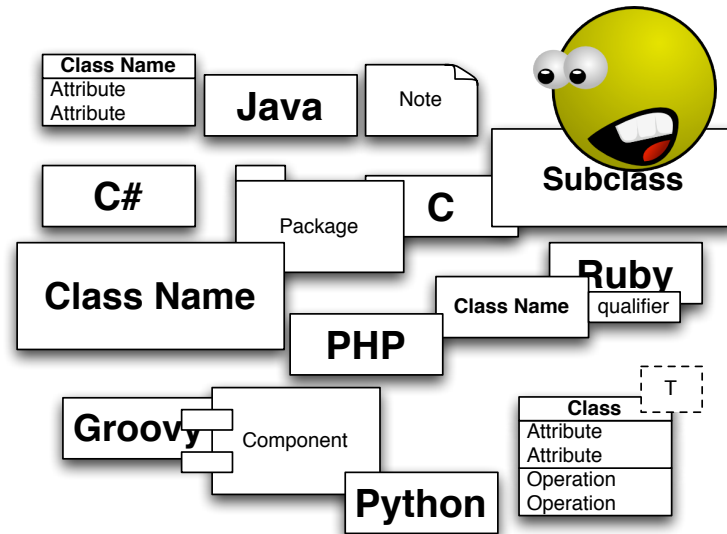 Class Name
Attribute
Attribute
Java
Note
Subclass
C#
Package
C
Class Name
Ruby
Class Name
qualifier
PHP
T
Class
Attribute
Attribute
Operation
Operation
Groovy
Component
Python